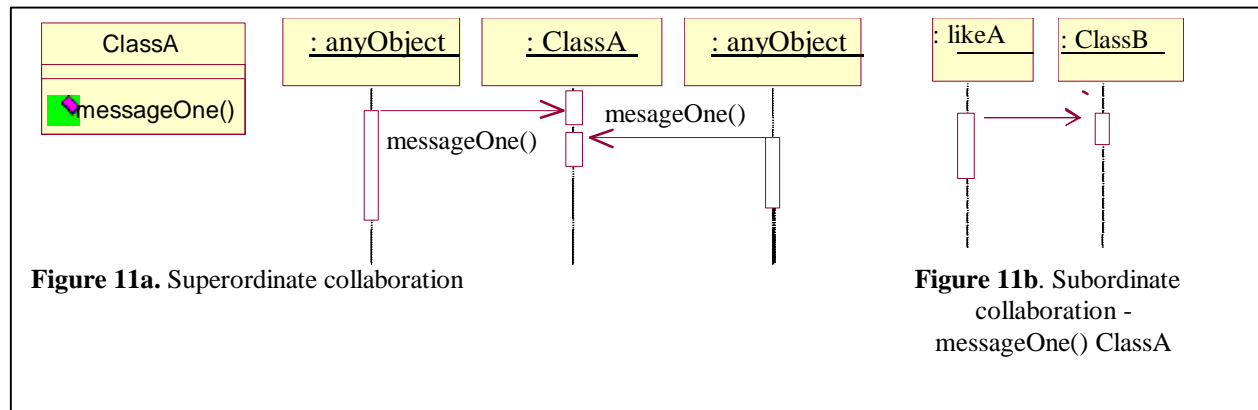 ClassA
messageOne()
: anyObject
: ClassA
: anyObject
messageOne()
mesageOne()
: likeA
: ClassB
Figure 11a. Superordinate collaboration
Figure 11b. Subordinate
collaboration -
messageOne() ClassA